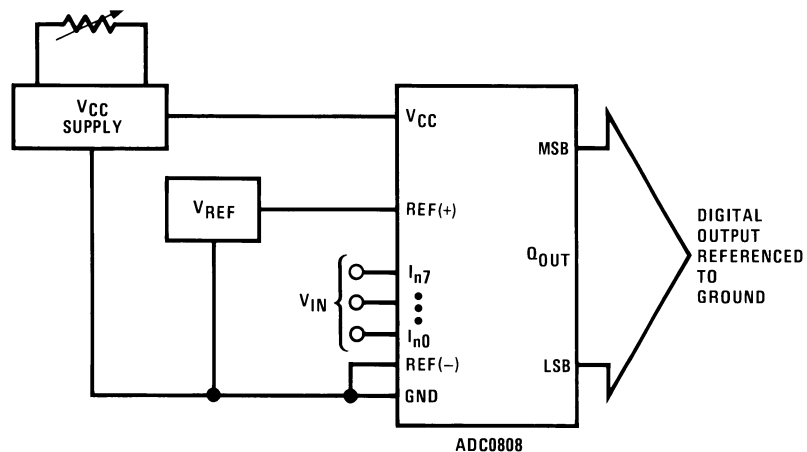 VCC
SUPPLY
VCC
MSB
VREF
REF(+)
DIGITAL
OUTPUT
REFERENCED
TO
GROUND
QOUT
In7
VIN
In0
REF(−)
LSB
GND
ADC0808